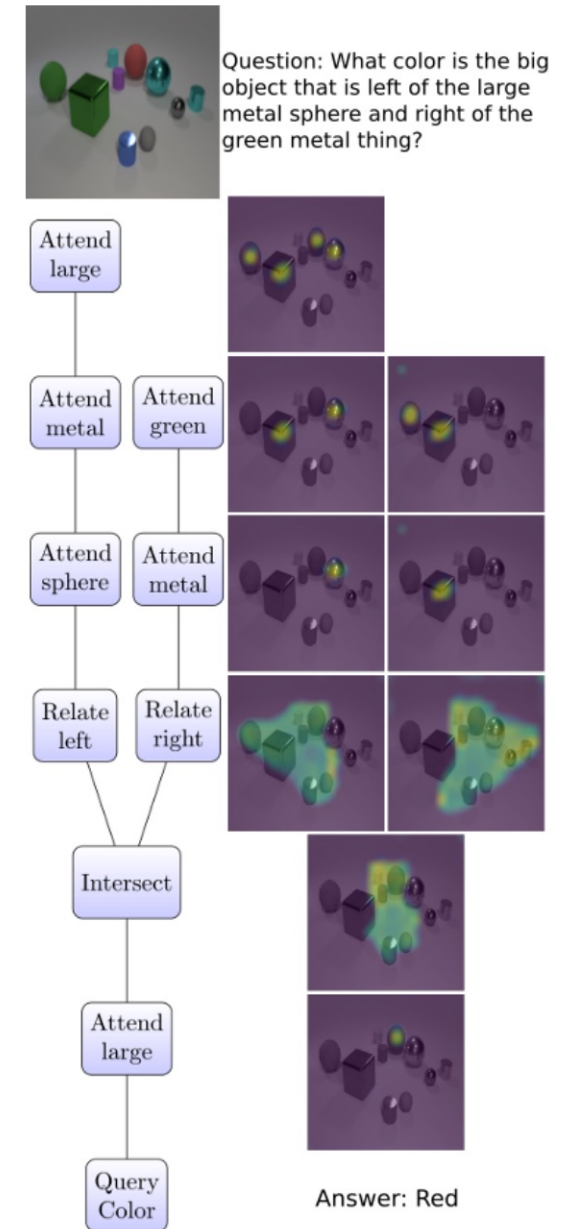 Question: What color is the big
object that is left of the large
metal sphere and right of the
green metal thing?
Attend
large
Attend
metal
Attend
green
Attend
sphere
Attend
metal
Relate
left
Relate
right
Intersect
Attend
large
Query
Color
Answer: Red